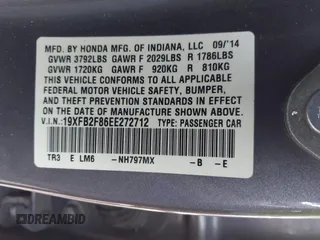 MFD. BY HONDA MFG. OF INDIANA, LLC 09/'14
GVWR 3792LBS GAWR F 2029LBS R 1786LBS
GVWR 1720KG GAWR F 920KG R 810KG
THIS VEHICLE CONFORMS TO ALL APPLICABLE
FEDERAL MOTOR VEHICLE SAFETY, BUMPER,
AND THEFT PREVENTION STANDARDS IN EFFECT
ON THE DATE OF MANUFACTURE SHOWN ABOVE.
V.I.N.: 19XFB2F86EE272712 TYPE: PASSENGER CAR
TR3 E LM6 -NH797MX -B -E
DREAMBID